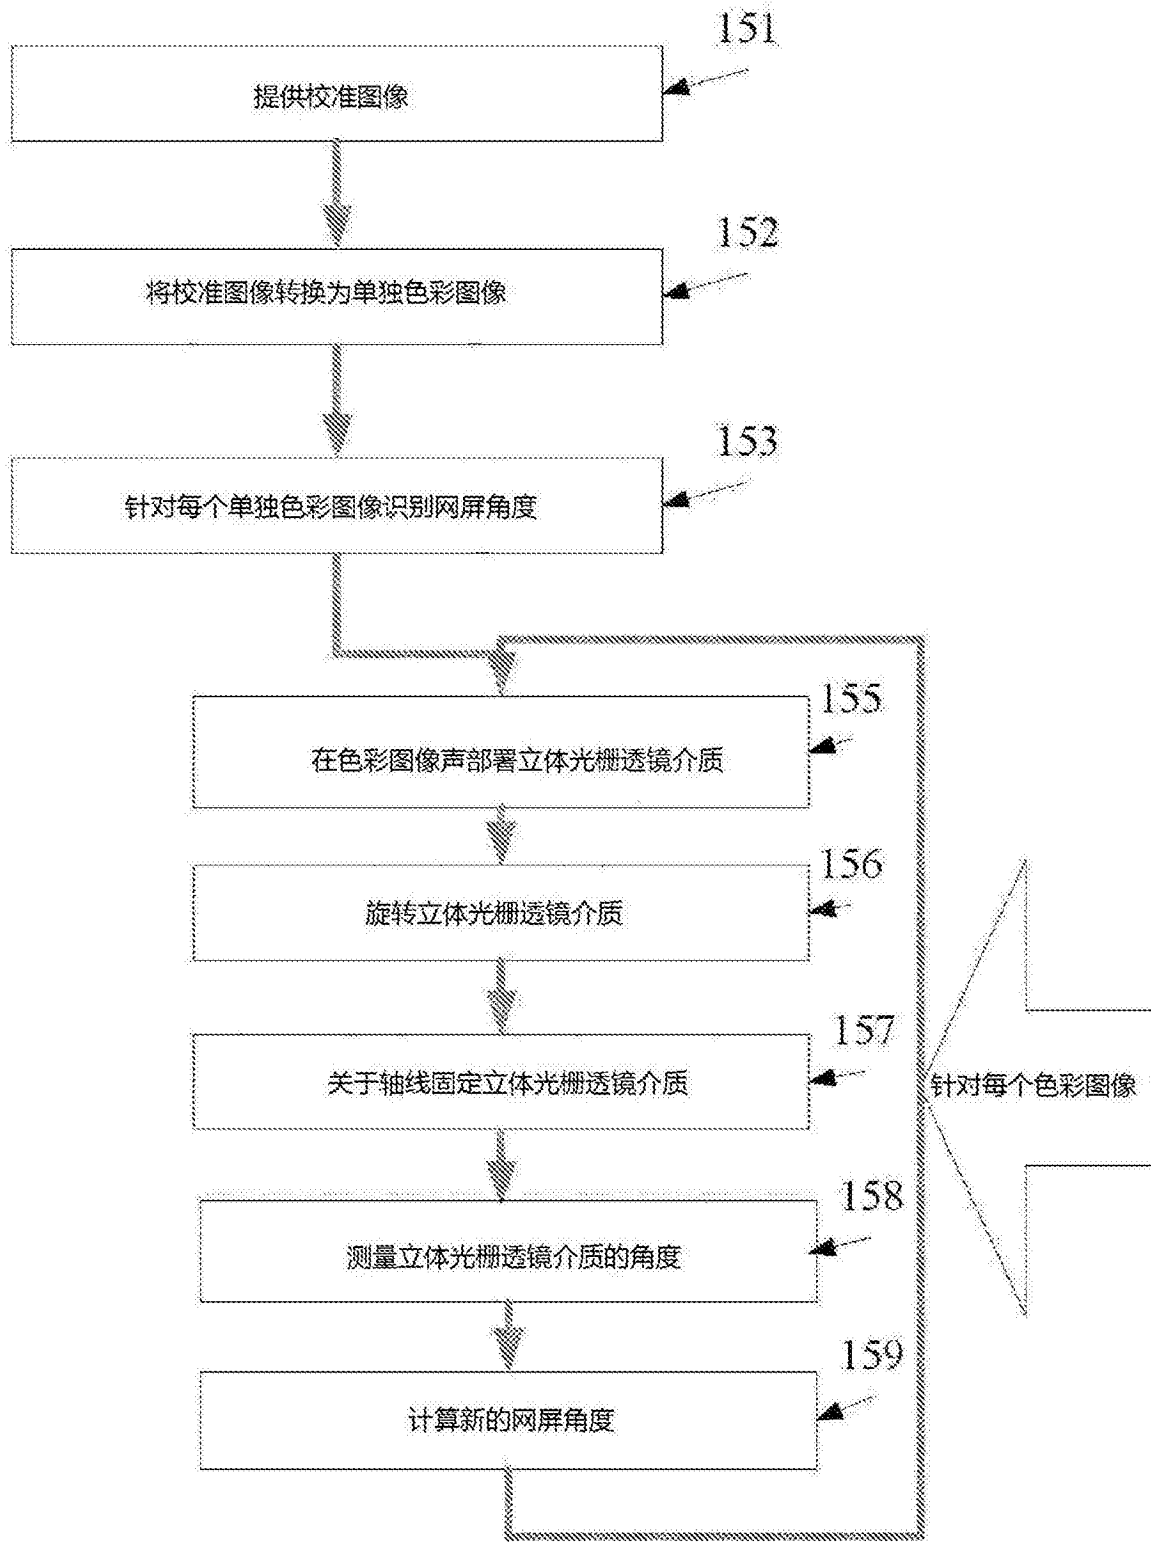 151
提供校准图像
152
将校准图像转换为单独色彩图像
153
针对每个单独色彩图像识别网屏角度
155
在色彩图像声部署立体光栅透镜介质
156
旋转立体光栅透镜介质
157
关于轴线固定立体光栅透镜介质
针对每个色彩图像
158
测量立体光栅透镜介质的角度
159
计算新的网屏角度